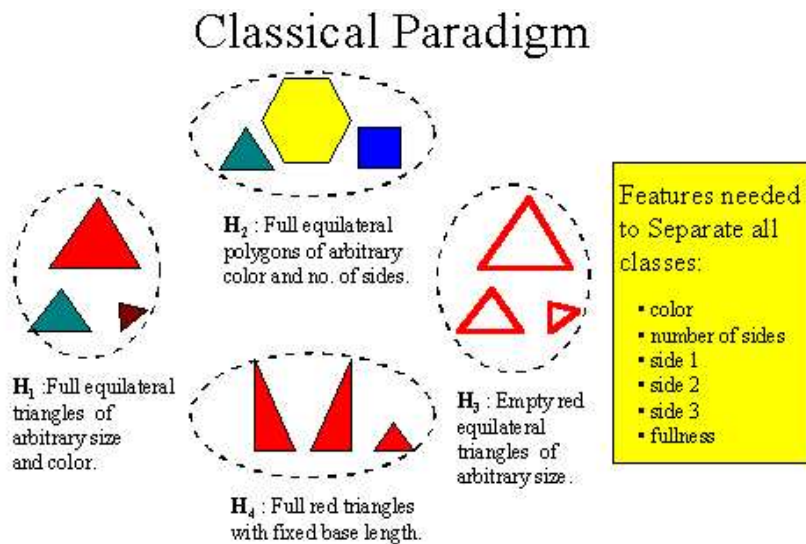 Classical Paradigm
H₂ : Full equilateral
polygons of arbitrary
color and no. of sides.
H₁ :Full equilateral
triangles of
arbitrary size
and color.
H₃ : Empty red
equilateral
triangles of
arbitrary size.
H₄ : Full red triangles
with fixed base length.
Features needed
to Separate all
classes:
▪ color
▪ number of sides
▪ side 1
▪ side 2
▪ side 3
▪ fullness